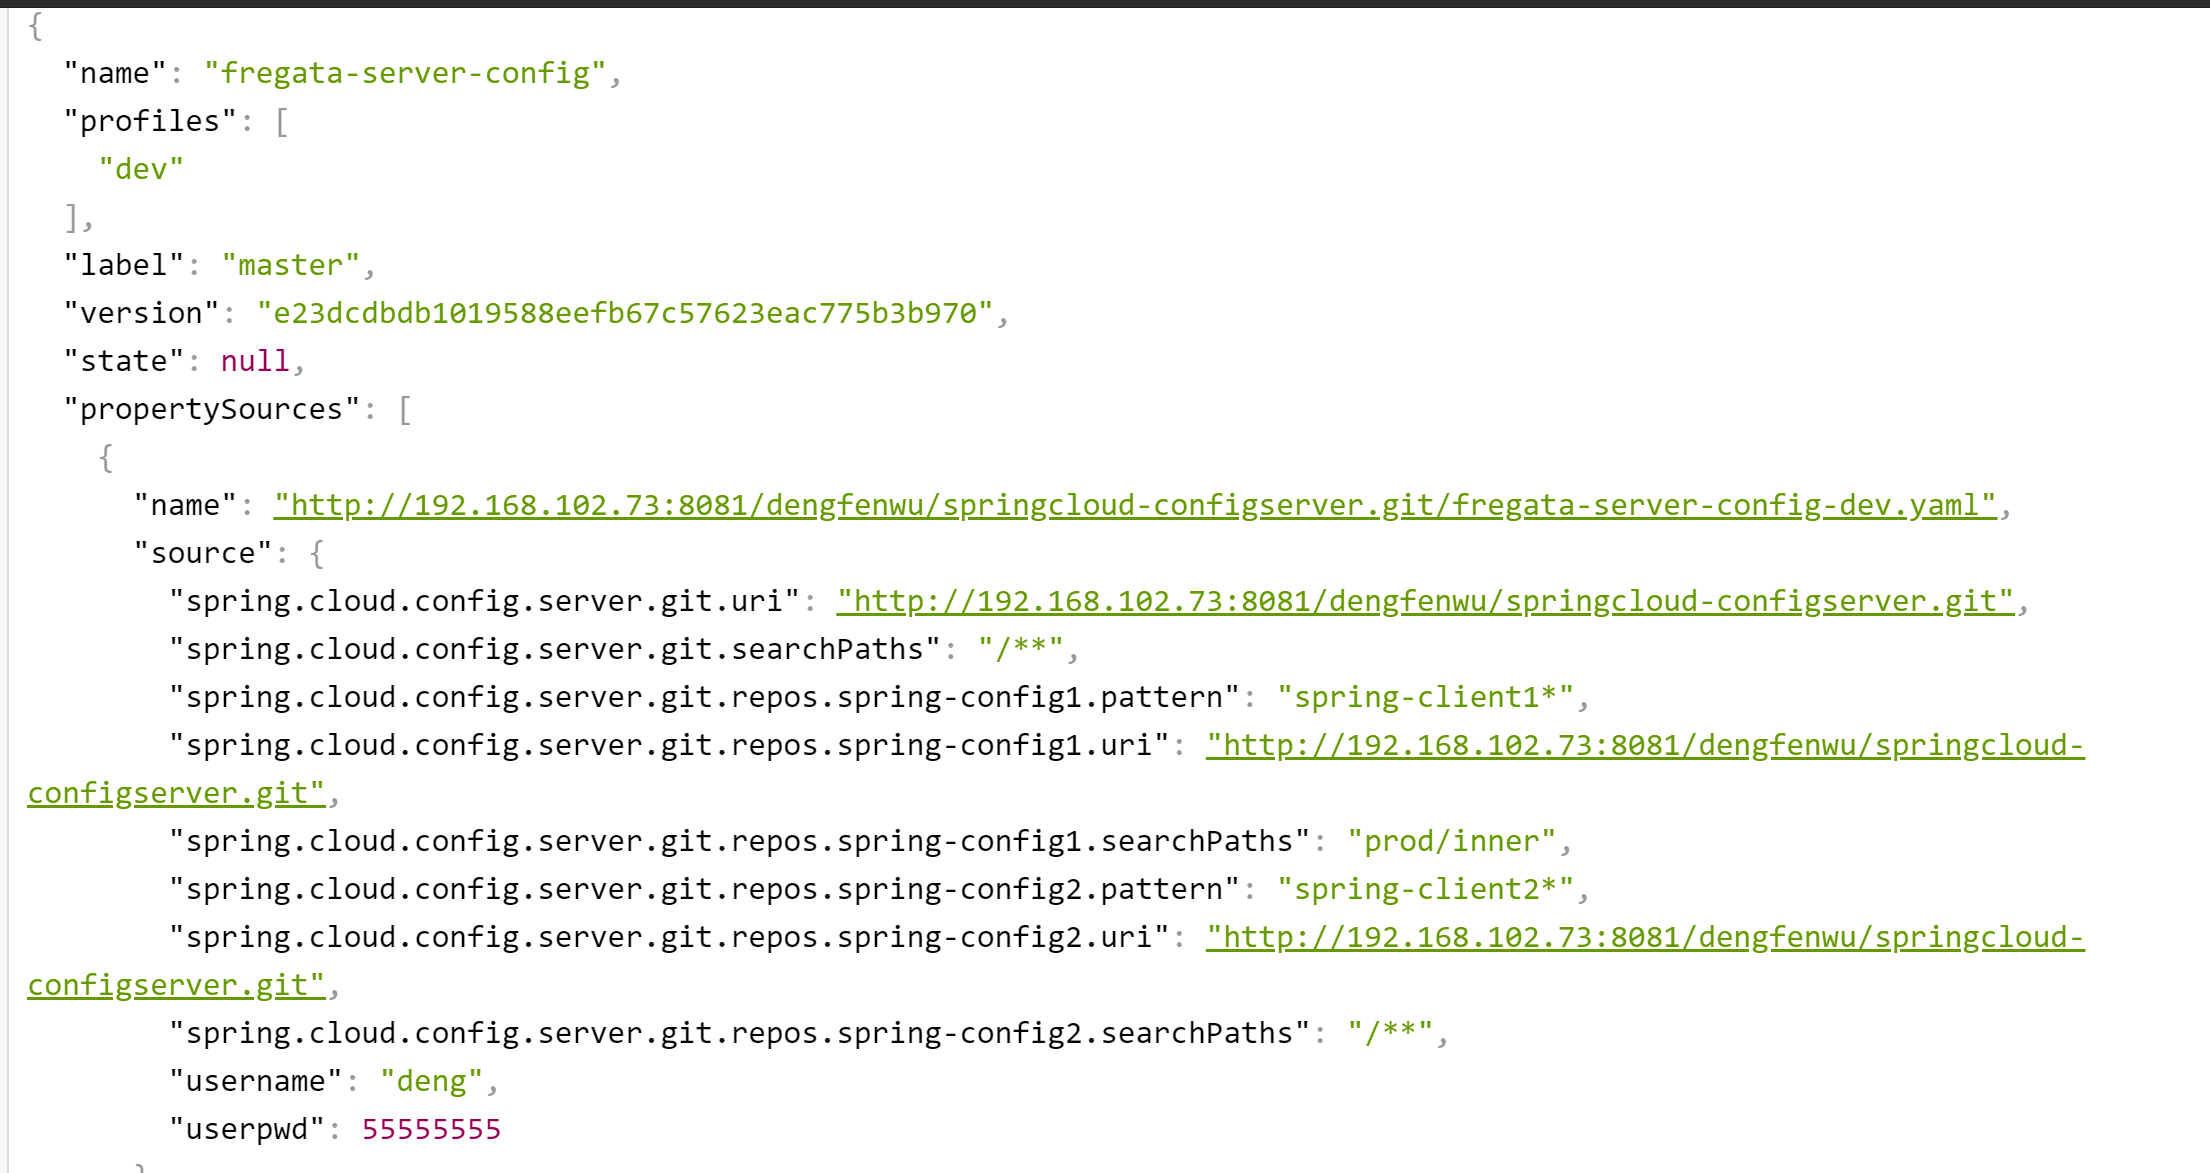 {
  "name": "fregata-server-config",
  "profiles": [
    "dev"
  ],
  "label": "master",
  "version": "e23dcdbdb1019588eefb67c57623eac775b3b970",
  "state": null,
  "propertySources": [
    {
      "name": "http://192.168.102.73:8081/dengfenwu/springcloud-configserver.git/fregata-server-config-dev.yaml",
      "source": {
        "spring.cloud.config.server.git.uri": "http://192.168.102.73:8081/dengfenwu/springcloud-configserver.git",
        "spring.cloud.config.server.git.searchPaths": "/**",
        "spring.cloud.config.server.git.repos.spring-config1.pattern": "spring-client1*",
        "spring.cloud.config.server.git.repos.spring-config1.uri": "http://192.168.102.73:8081/dengfenwu/springcloud-
configserver.git",
        "spring.cloud.config.server.git.repos.spring-config1.searchPaths": "prod/inner",
        "spring.cloud.config.server.git.repos.spring-config2.pattern": "spring-client2*",
        "spring.cloud.config.server.git.repos.spring-config2.uri": "http://192.168.102.73:8081/dengfenwu/springcloud-
configserver.git",
        "spring.cloud.config.server.git.repos.spring-config2.searchPaths": "/**",
        "username": "deng",
        "userpwd": 55555555
      }